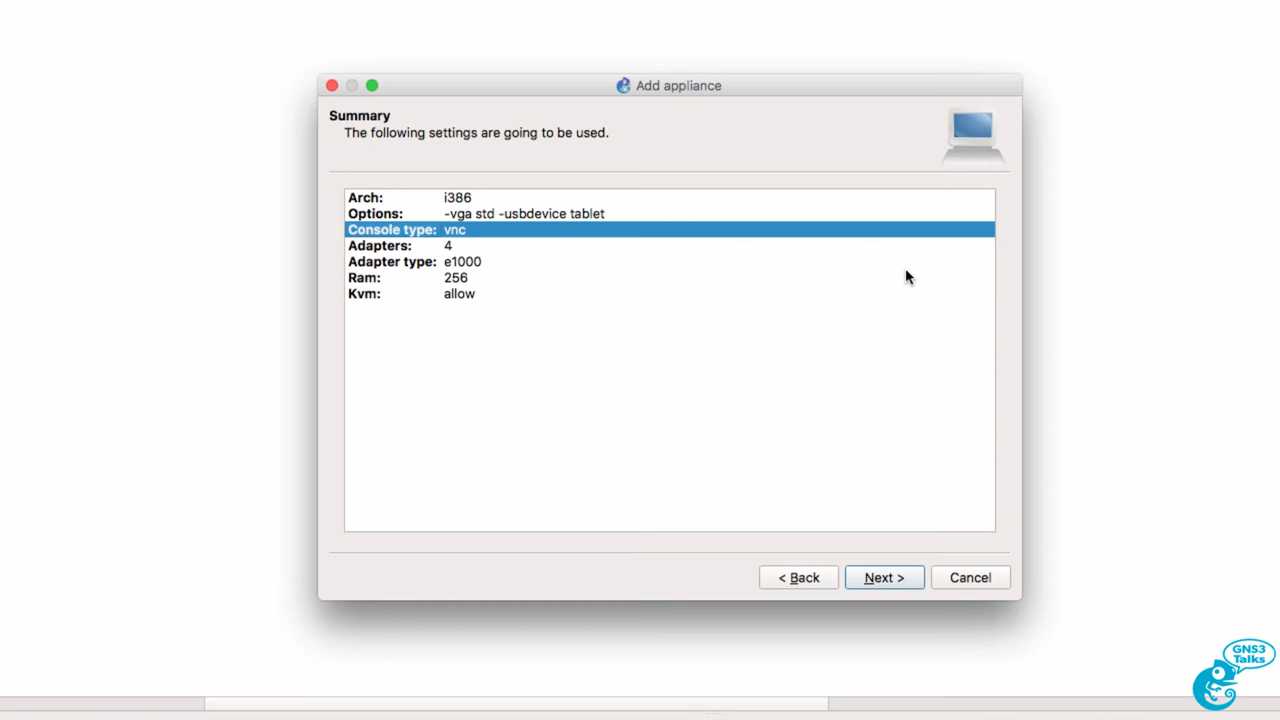 Add appliance
Summary
The following settings are going to be used.
Arch: i386
Options: -vga std -usbdevice tablet
Console type: vnc
Adapters: 4
Adapter type: e1000
Ram: 256
Kvm: allow
< Back Next > Cancel
GNS3
Talks